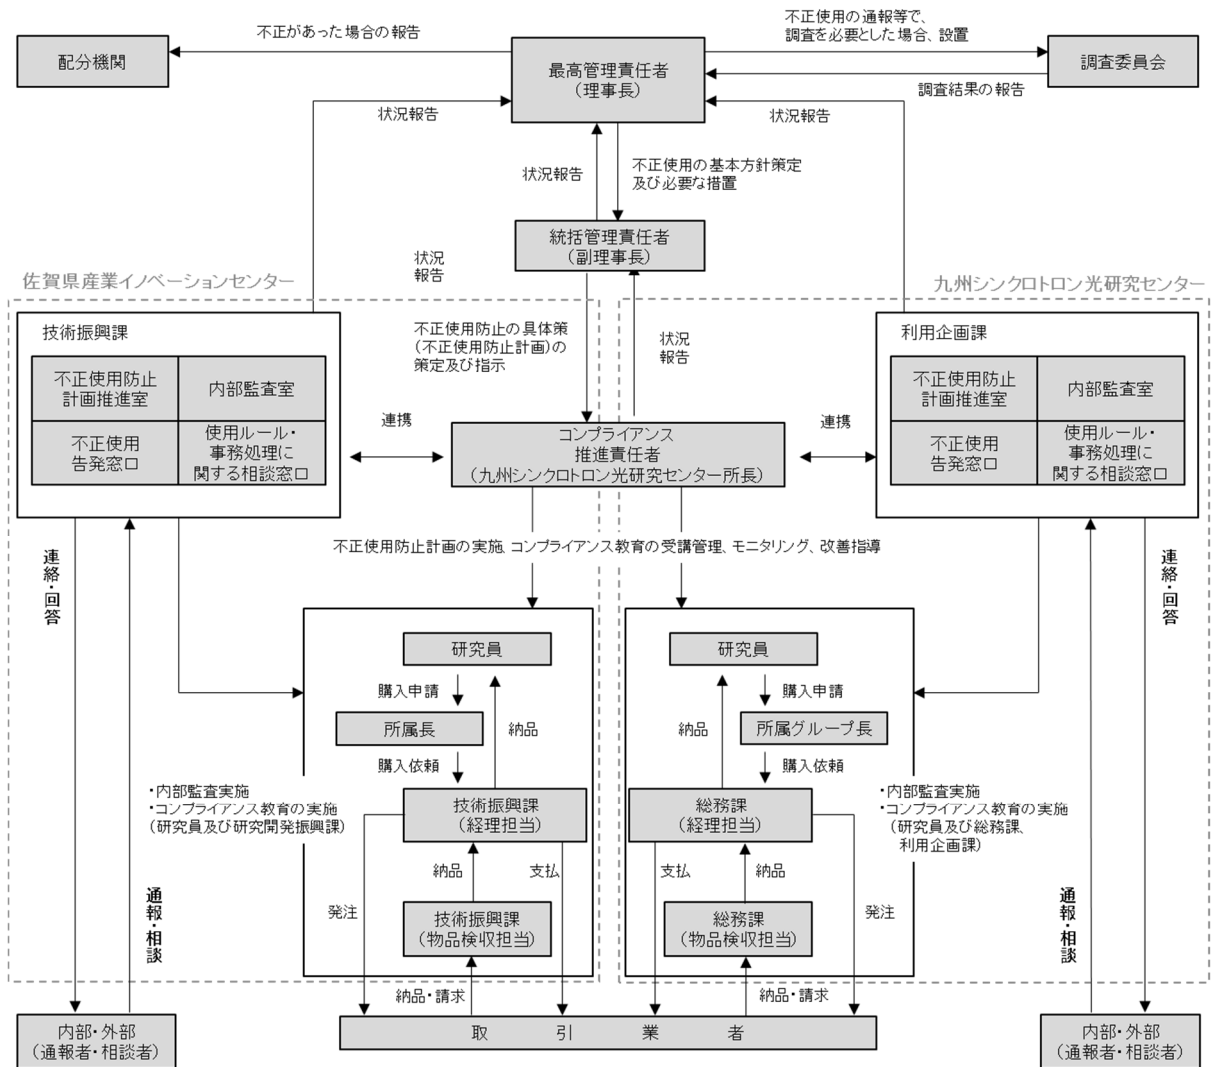 不正があった場合の報告
不正使用の通報等で、
調査を必要とした場合、設置
配分機関
最高管理責任者
(理事長)
調査委員会
調査結果の報告
状況報告
状況報告
状況報告
不正使用の基本方針策定
及び必要な措置
統括管理責任者
(副理事長)
状況
報告
佐賀県産業イノベーションセンター
九州シンクロトロン光研究センター
技術振興課
不正使用防止
計画推進室
内部監査室
不正使用
告発窓口
使用ルール・
事務処理に
関する相談窓口
不正使用防止の具体策
(不正使用防止計画)の
策定及び指示
状況
報告
利用企画課
不正使用防止
計画推進室
内部監査室
不正使用
告発窓口
使用ルール・
事務処理に
関する相談窓口
連携
コンプライアンス
推進責任者
(九州シンクロトロン光研究センター所長)
連携
不正使用防止計画の実施、コンプライアンス教育の受講管理、モニタリング、改善指導
連絡・回答
連絡・回答
研究員
購入申請
所属長
納品
購入依頼
技術振興課
(経理担当)
納品
支払
発注
技術振興課
(物品検収担当)
納品・請求
研究員
購入申請
納品
所属グループ長
購入依頼
総務課
(経理担当)
支払
納品
発注
総務課
(物品検収担当)
納品・請求
・内部監査実施
・コンプライアンス教育の実施
(研究員及び研究開発振興課)
・内部監査実施
・コンプライアンス教育の実施
(研究員及び総務課、
利用企画課)
通報・相談
通報・相談
内部・外部
(通報者・相談者)
取引業者
内部・外部
(通報者・相談者)